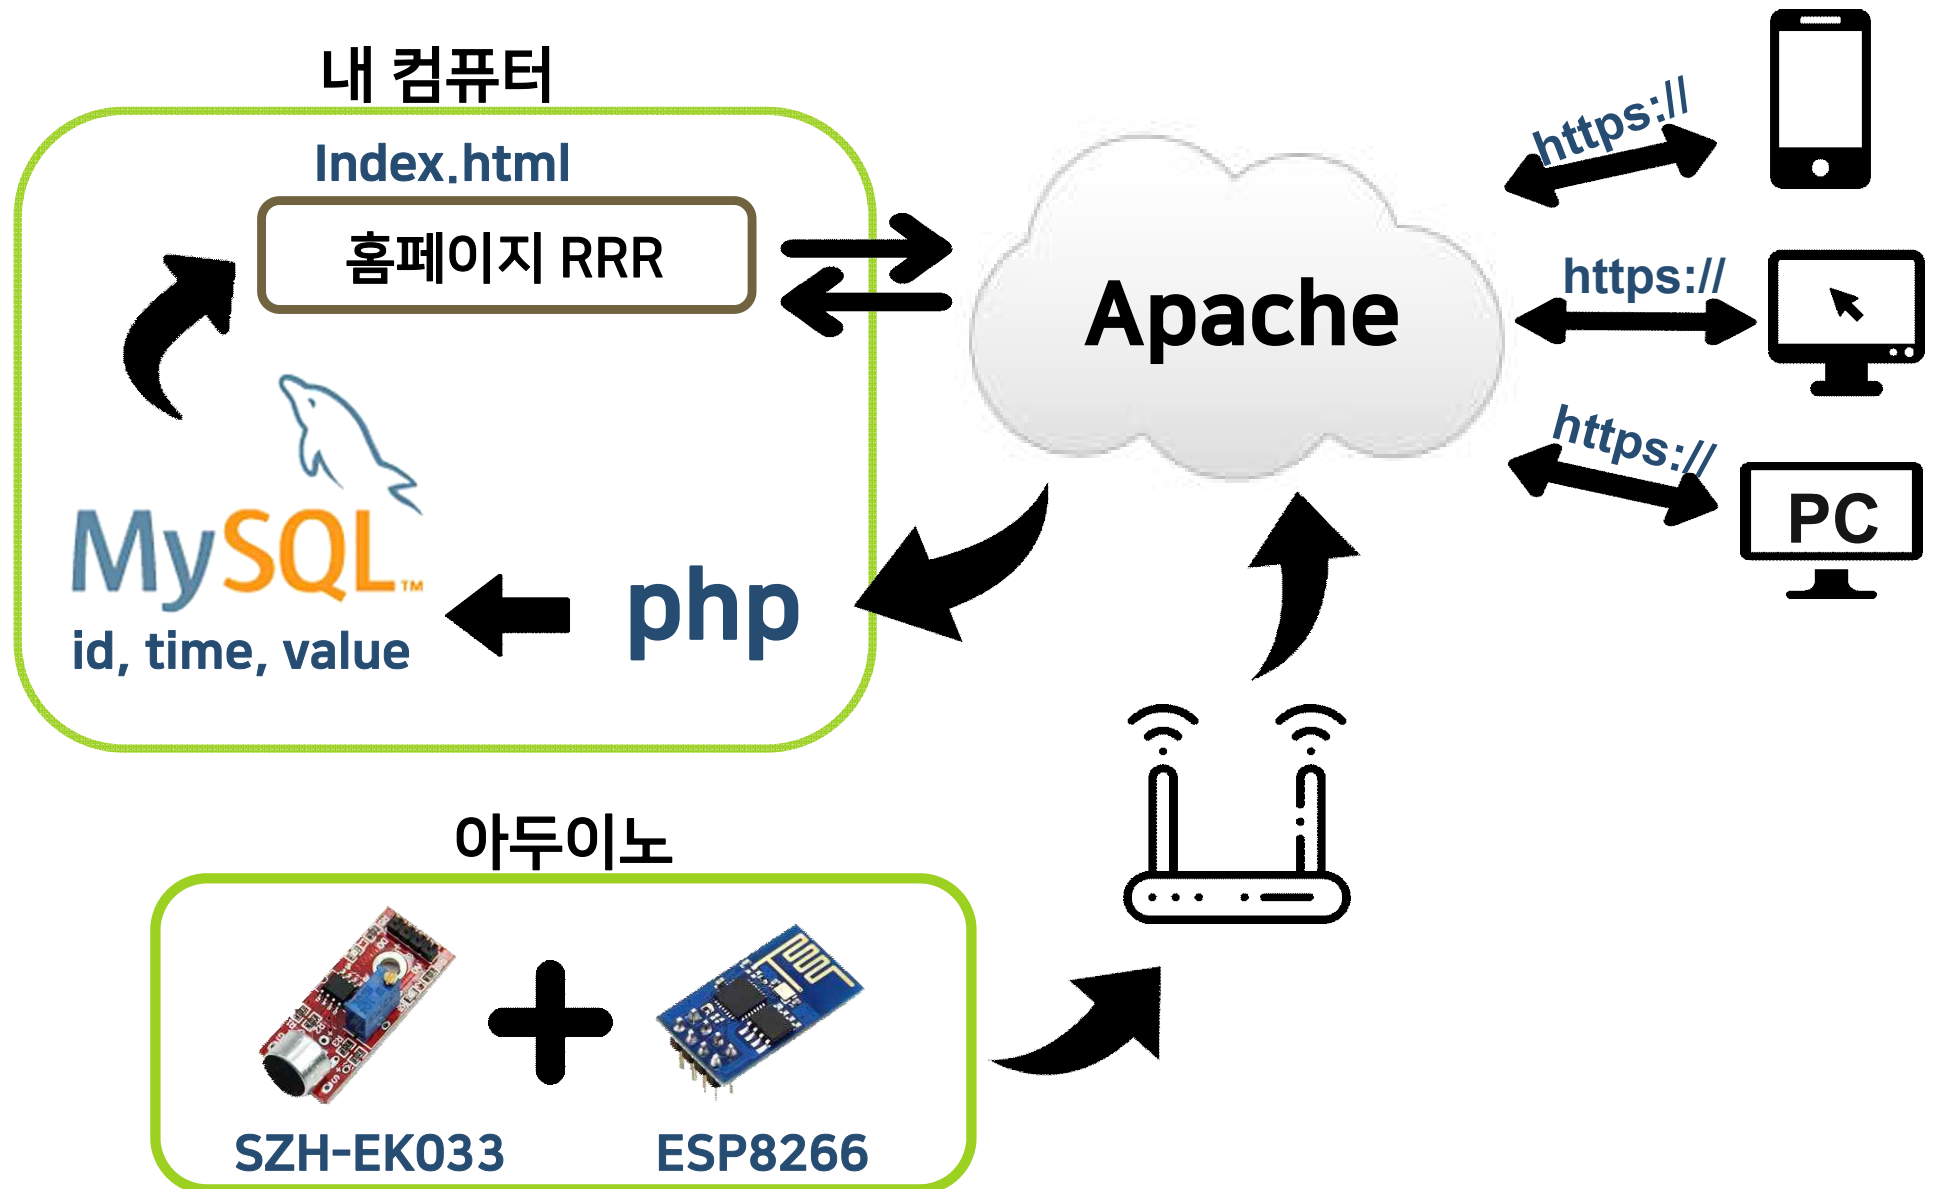 내 컴퓨터
Index.html
홈페이지 RRR
MySQL™
id, time, value
php
Apache
https://
https://
https://
PC
아두이노
SZH-EK033
ESP8266